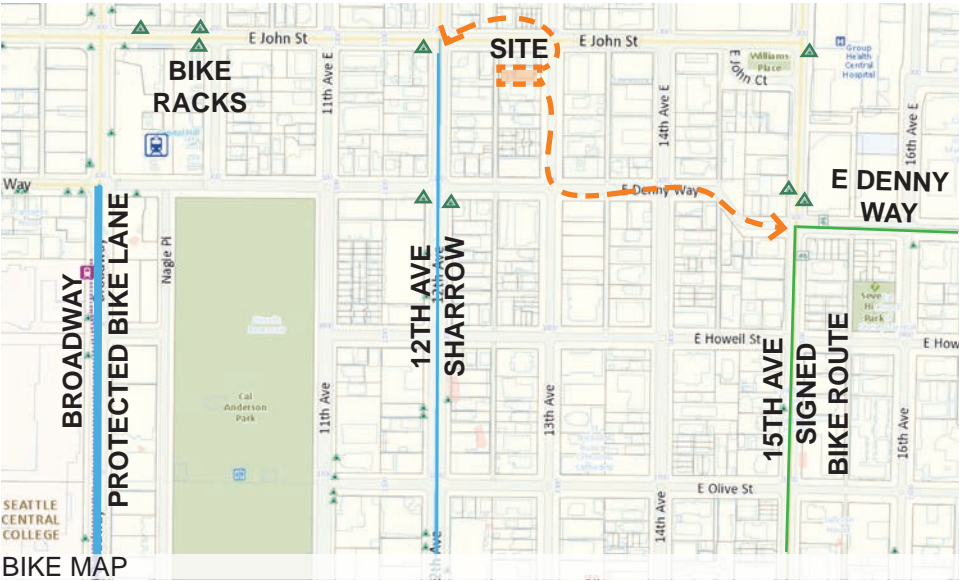 E John St
E John St
SITE
BIKE
RACKS
11th Ave E
E John Ct
Williams
Place
Group
Health
Central
Hospital
14th Ave E
16th Ave E
Way
E Denny Way
E DENNY
WAY
BROADWAY
PROTECTED BIKE LANE
Nagle Pl
12TH AVE
SHARROW
12th Ave
E Howell St
E How
15TH AVE
SIGNED
BIKE ROUTE
Cal
Anderson
Park
11th Ave
13th Ave
16th Ave
E Olive St
14th Ave
SEATTLE
CENTRAL
COLLEGE
BIKE MAP